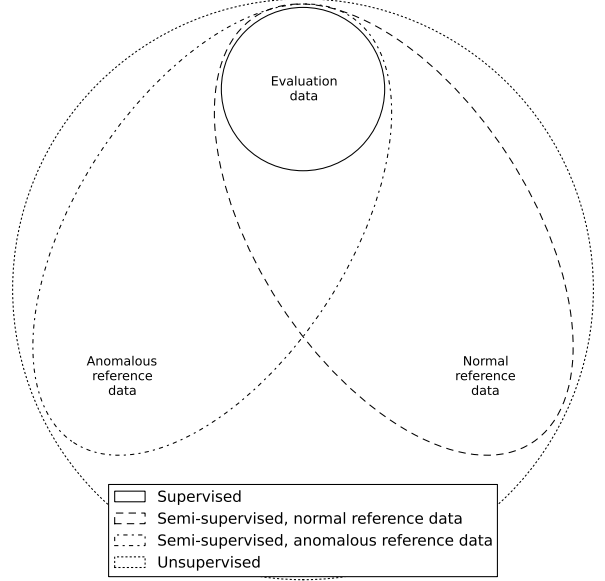 Evaluation
data
Anomalous
reference
data
Normal
reference
data
Supervised
Semi-supervised, normal reference data
Semi-supervised, anomalous reference data
Unsupervised